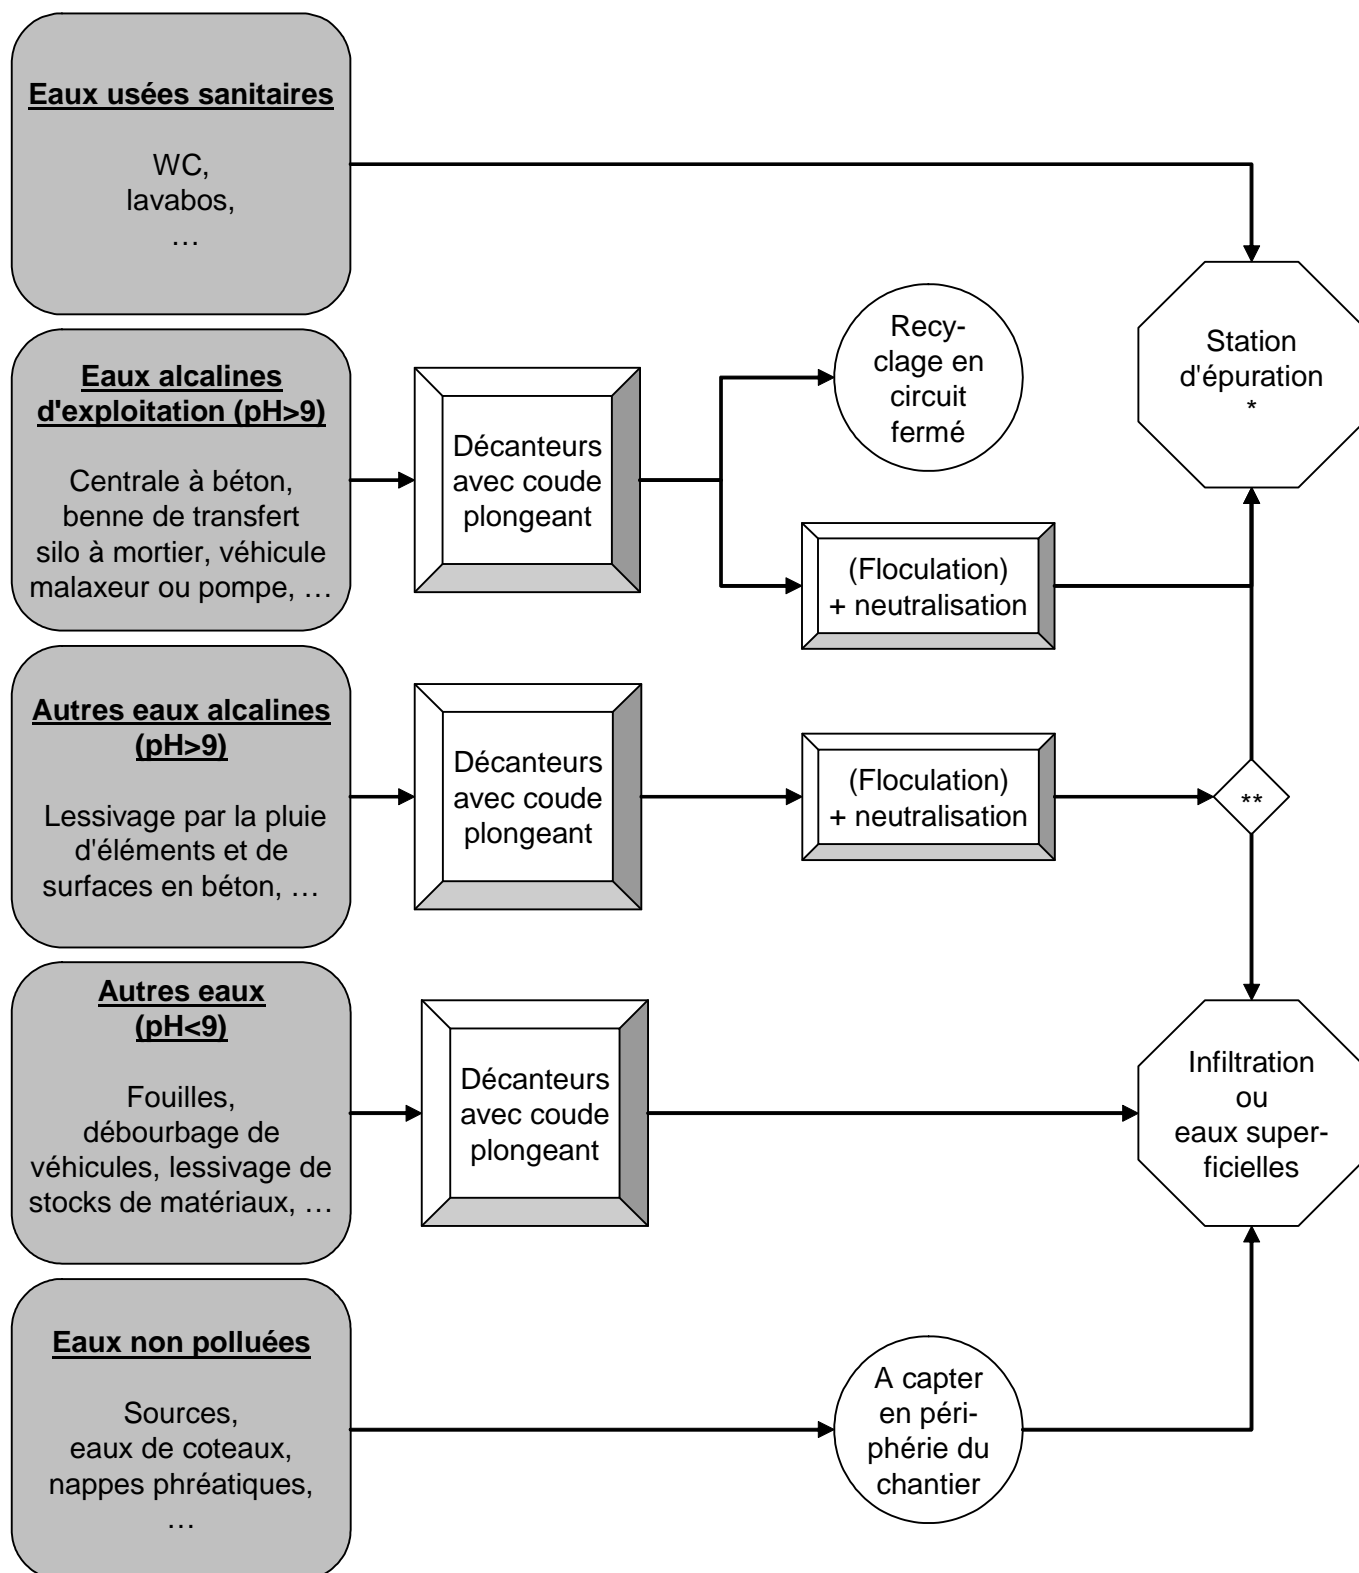 Eaux usées sanitaires
WC,
lavabos,
…
Station
d'épuration
*
Eaux alcalines
d'exploitation (pH>9)
Centrale à béton,
benne de transfert
silo à mortier, véhicule
malaxeur ou pompe, …
Décanteurs
avec coude
plongeant
Recy-
clage en
circuit
fermé
(Floculation)
+ neutralisation
Autres eaux alcalines
(pH>9)
Lessivage par la pluie
d'éléments et de
surfaces en béton, …
Décanteurs
avec coude
plongeant
(Floculation)
+ neutralisation
**
Autres eaux
(pH<9)
Fouilles,
débourbage de
véhicules, lessivage de
stocks de matériaux, …
Décanteurs
avec coude
plongeant
Infiltration
ou
eaux super-
ficielles
Eaux non polluées
Sources,
eaux de coteaux,
nappes phréatiques,
…
A capter
en péri-
phérie du
chantier